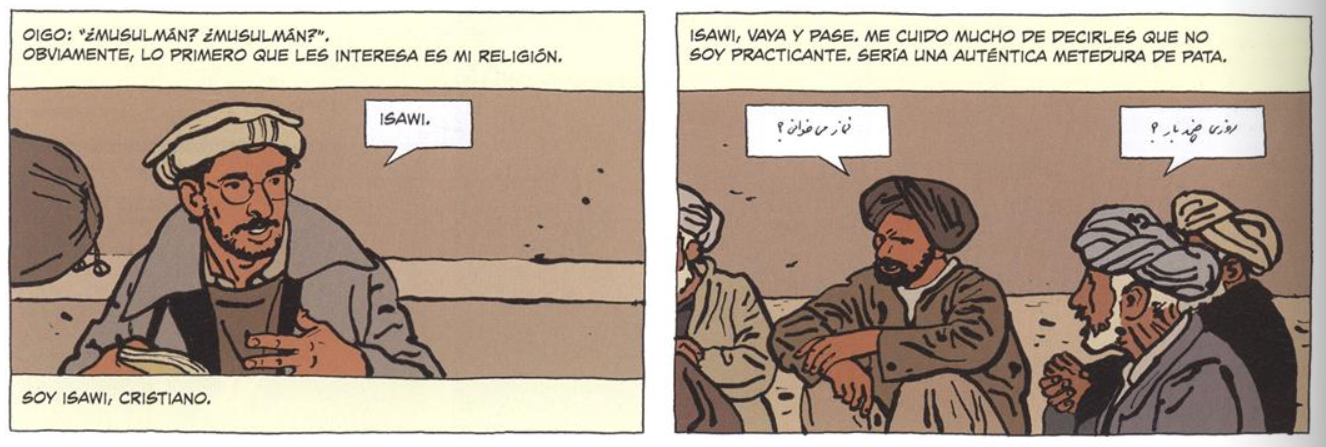 OIGO: "¿MUSULMÁN? ¿MUSULMÁN?".
OBVIAMENTE, LO PRIMERO QUE LES INTERESA ES MI RELIGIÓN.
ISAWI.
SOY ISAWI, CRISTIANO.
ISAWI, VAYA Y PASE. ME CUIDO MUCHO DE DECIRLES QUE NO
SOY PRACTICANTE. SERÍA UNA AUTÉNTICA METEDURA DE PATA.
نماز می خوانی ؟
روزی چند بار ؟